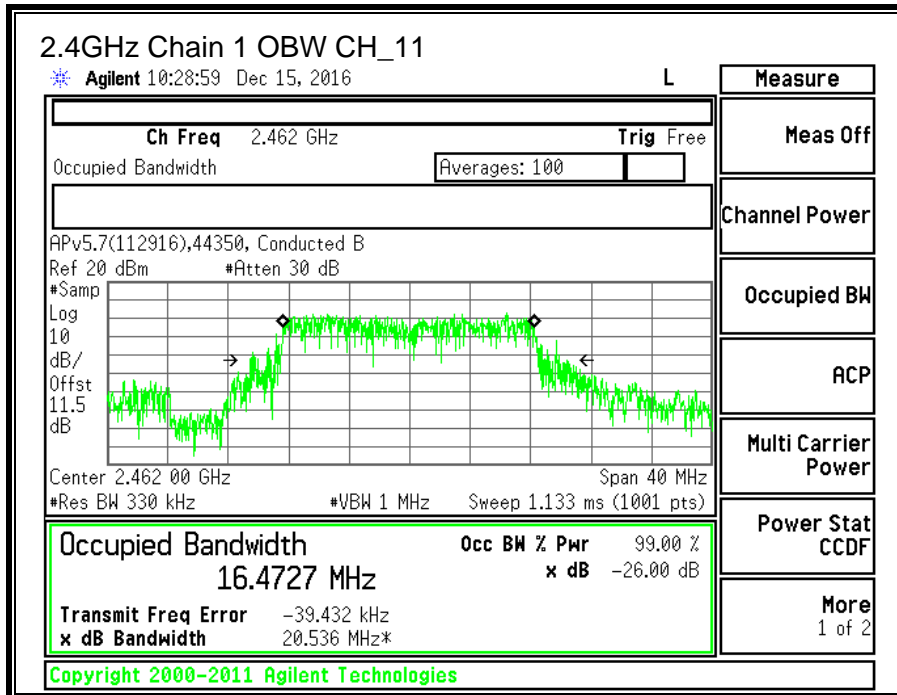 2.4GHz Chain 1 OBW CH_11
Agilent 10:28:59 Dec 15, 2016 L
Measure
Ch Freq 2.462 GHz Trig Free
Occupied Bandwidth Averages: 100
APv5.7(112916),44350, Conducted B
Ref 20 dBm #Atten 30 dB
#Samp
Log
10
dB/
Offst
11.5
dB
Center 2.462 00 GHz Span 40 MHz
#Res BW 330 kHz #VBW 1 MHz Sweep 1.133 ms (1001 pts)
Occupied Bandwidth Occ BW % Pwr 99.00 %
16.4727 MHz x dB -26.00 dB
Transmit Freq Error -39.432 kHz
x dB Bandwidth 20.536 MHz*
Copyright 2000-2011 Agilent Technologies
Meas Off
Channel Power
Occupied BW
ACP
Multi Carrier
Power
Power Stat
CCDF
More
1 of 2